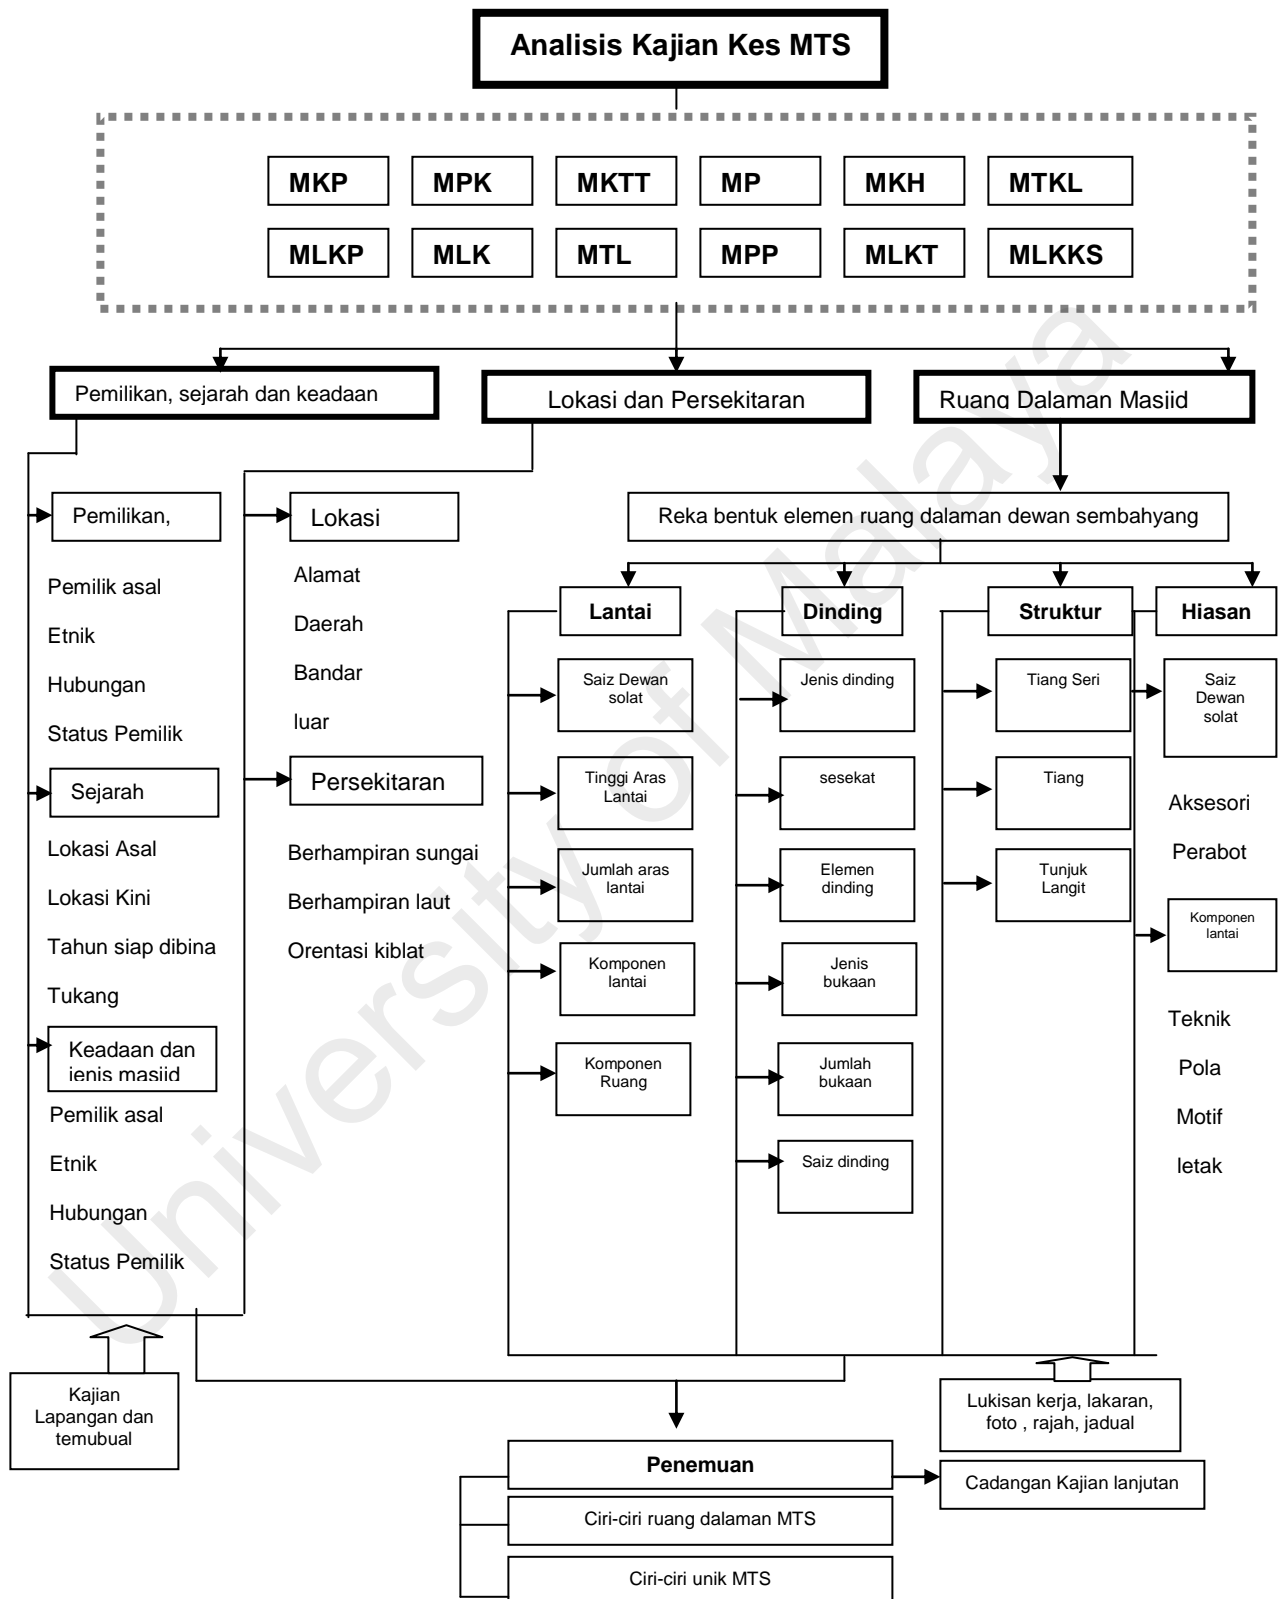 Analisis Kajian Kes MTS
MKP
MPK
MKTT
MP
MKH
MTKL
MLKP
MLK
MTL
MPP
MLKT
MLKKS
Pemilikan, sejarah dan keadaan
Lokasi dan Persekitaran
Ruang Dalaman Masjid
Pemilikan,
Pemilik asal
Etnik
Hubungan
Status Pemilik
Sejarah
Lokasi Asal
Lokasi Kini
Tahun siap dibina
Tukang
Keadaan dan
jenis masjid
Pemilik asal
Etnik
Hubungan
Status Pemilik
Kajian
Lapangan dan
temubual
Lokasi
Alamat
Daerah
Bandar
luar
Persekitaran
Berhampiran sungai
Berhampiran laut
Orentasi kiblat
Reka bentuk elemen ruang dalaman dewan sembahyang
Lantai
Saiz Dewan
solat
Tinggi Aras
Lantai
Jumlah aras
lantai
Komponen
lantai
Komponen
Ruang
Dinding
Jenis dinding
sesekat
Elemen
dinding
Jenis
bukaan
Jumlah
bukaan
Saiz dinding
Struktur
Tiang Seri
Tiang
Tunjuk
Langit
Hiasan
Saiz
Dewan
solat
Aksesori
Perabot
Komponen
lantai
Teknik
Pola
Motif
letak
Lukisan kerja, lakaran,
foto , rajah, jadual
Penemuan
Cadangan Kajian lanjutan
Ciri-ciri ruang dalaman MTS
Ciri-ciri unik MTS
University of Malaya